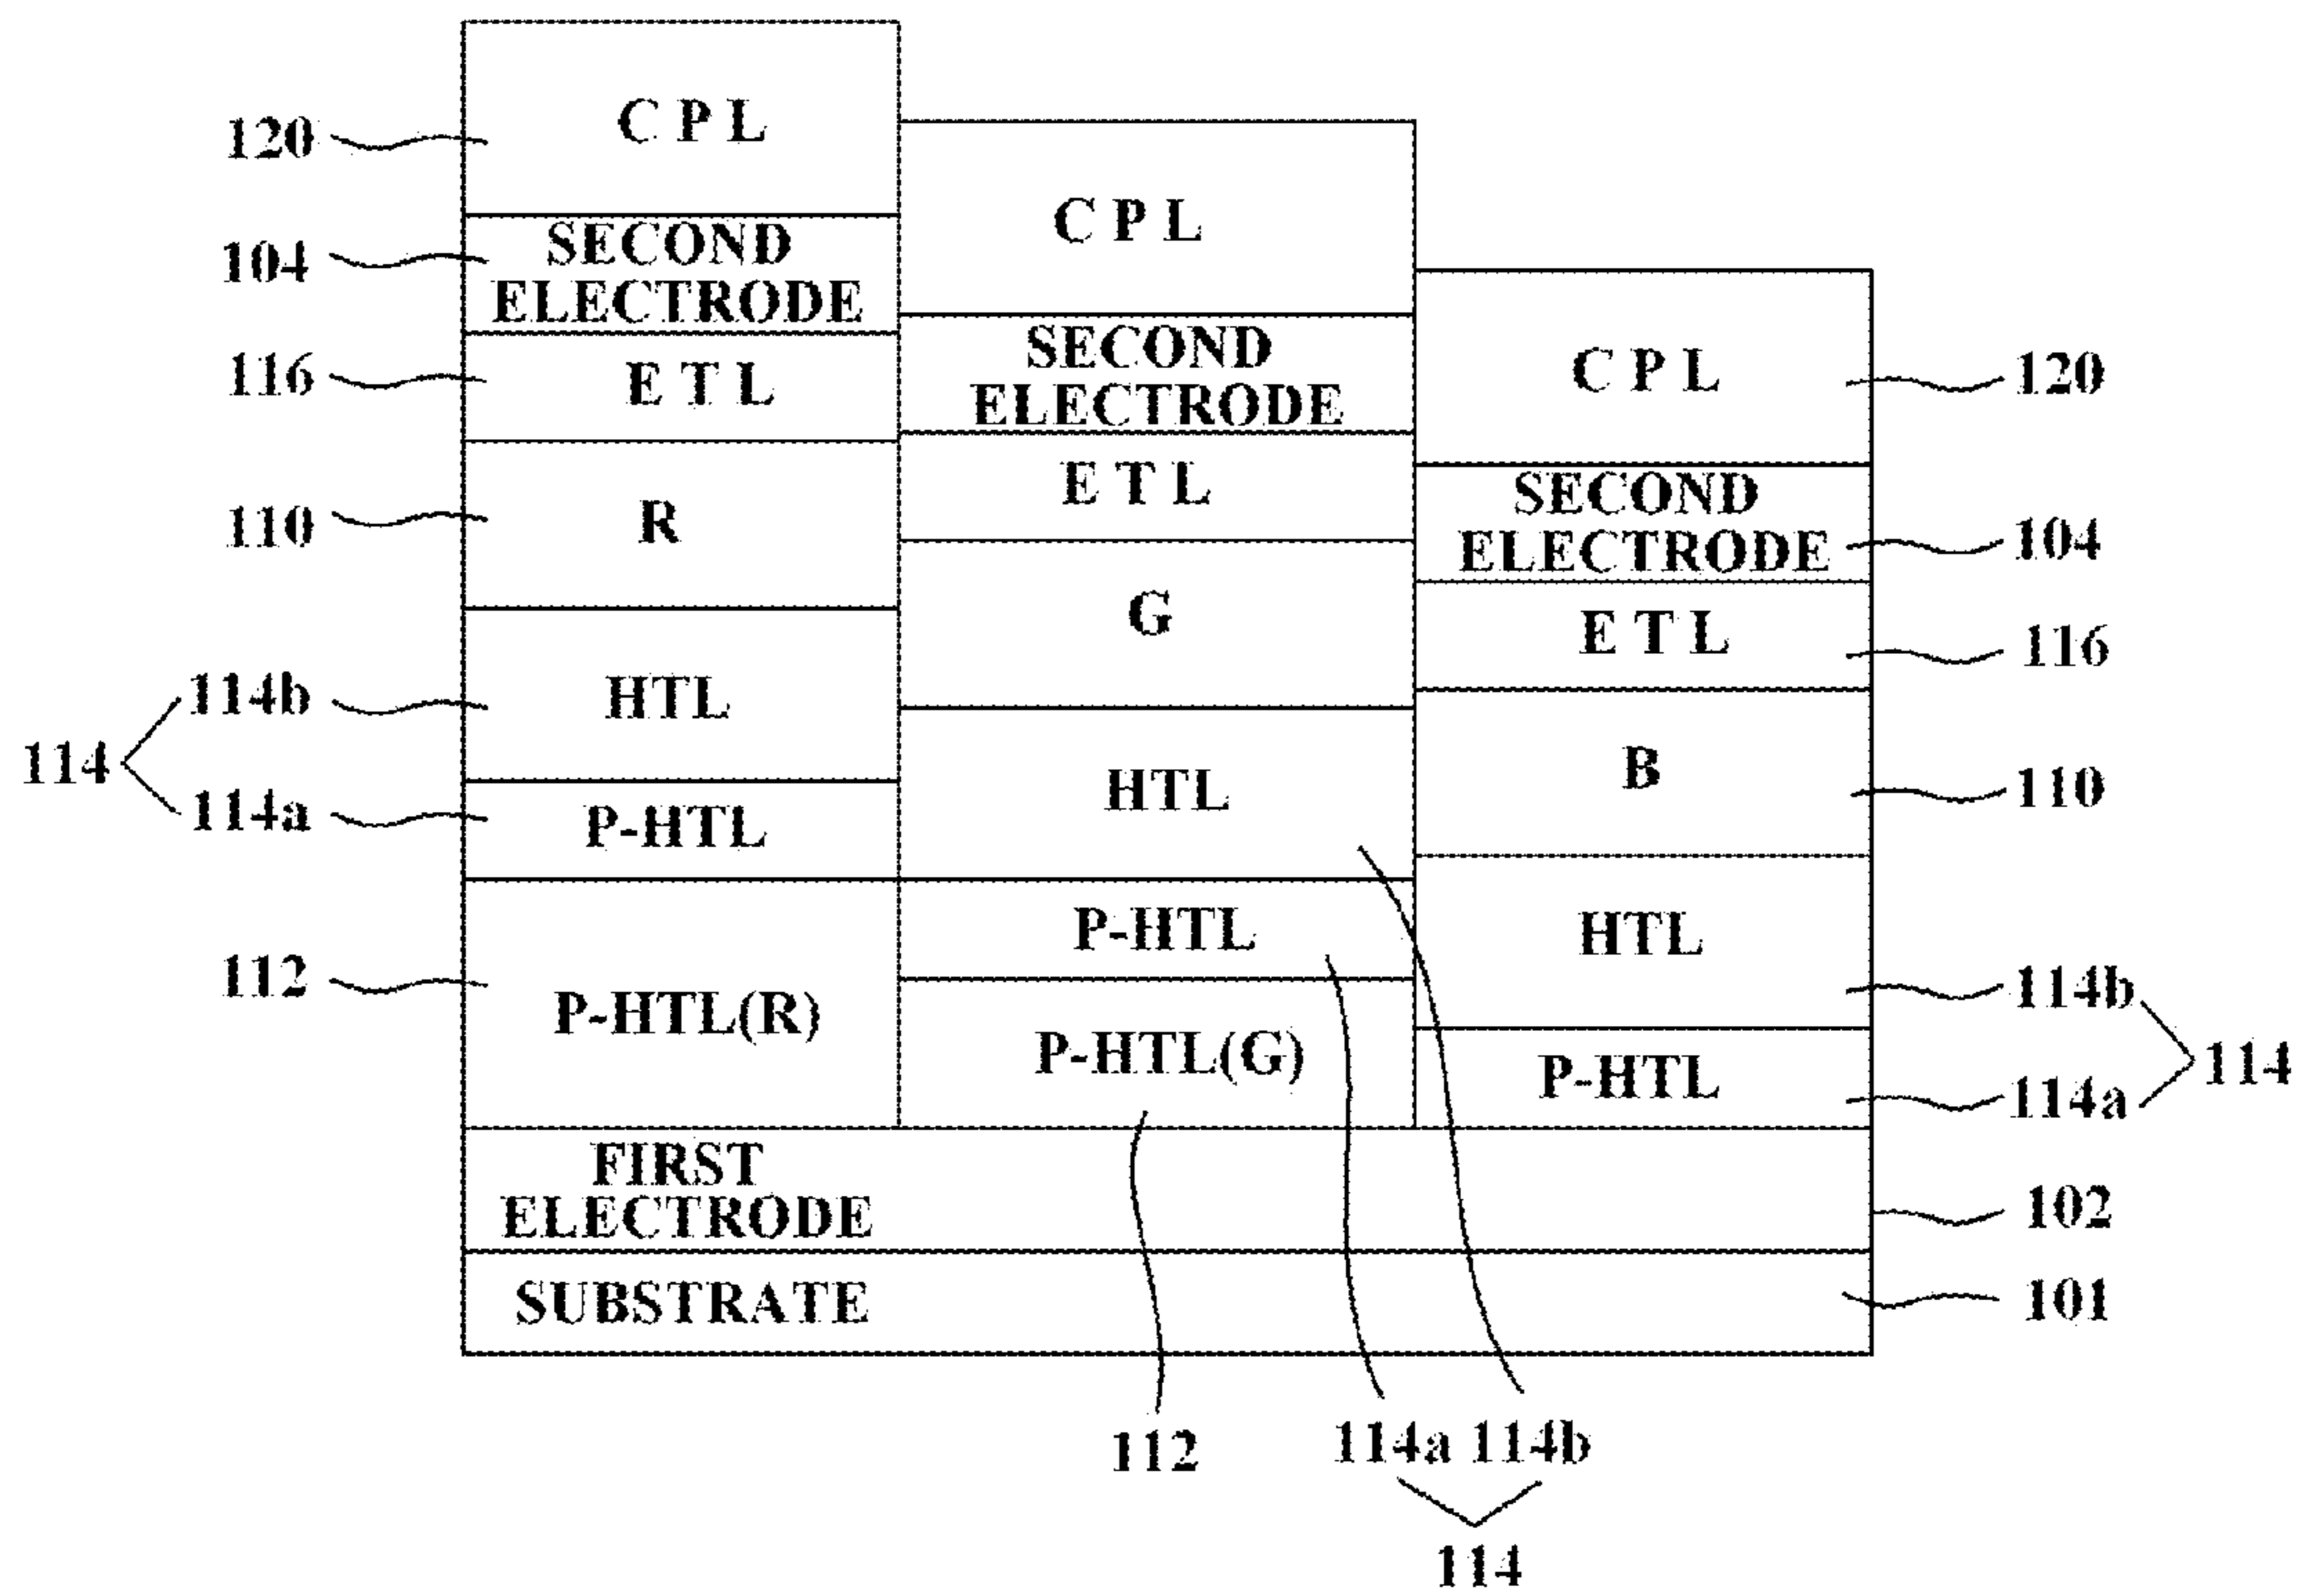 120
C P L
104
SECOND
ELECTRODE
116
E T L
110
R
114
114b
HTL
114a
P-HTL
112
P-HTL(R)
C P L
SECOND
ELECTRODE
E T L
G
HTL
P-HTL
P-HTL(G)
C P L
120
SECOND
ELECTRODE
104
E T L
116
B
110
HTL
114b
P-HTL
114a
114
FIRST
ELECTRODE
102
SUBSTRATE
101
112
114a 114b
114